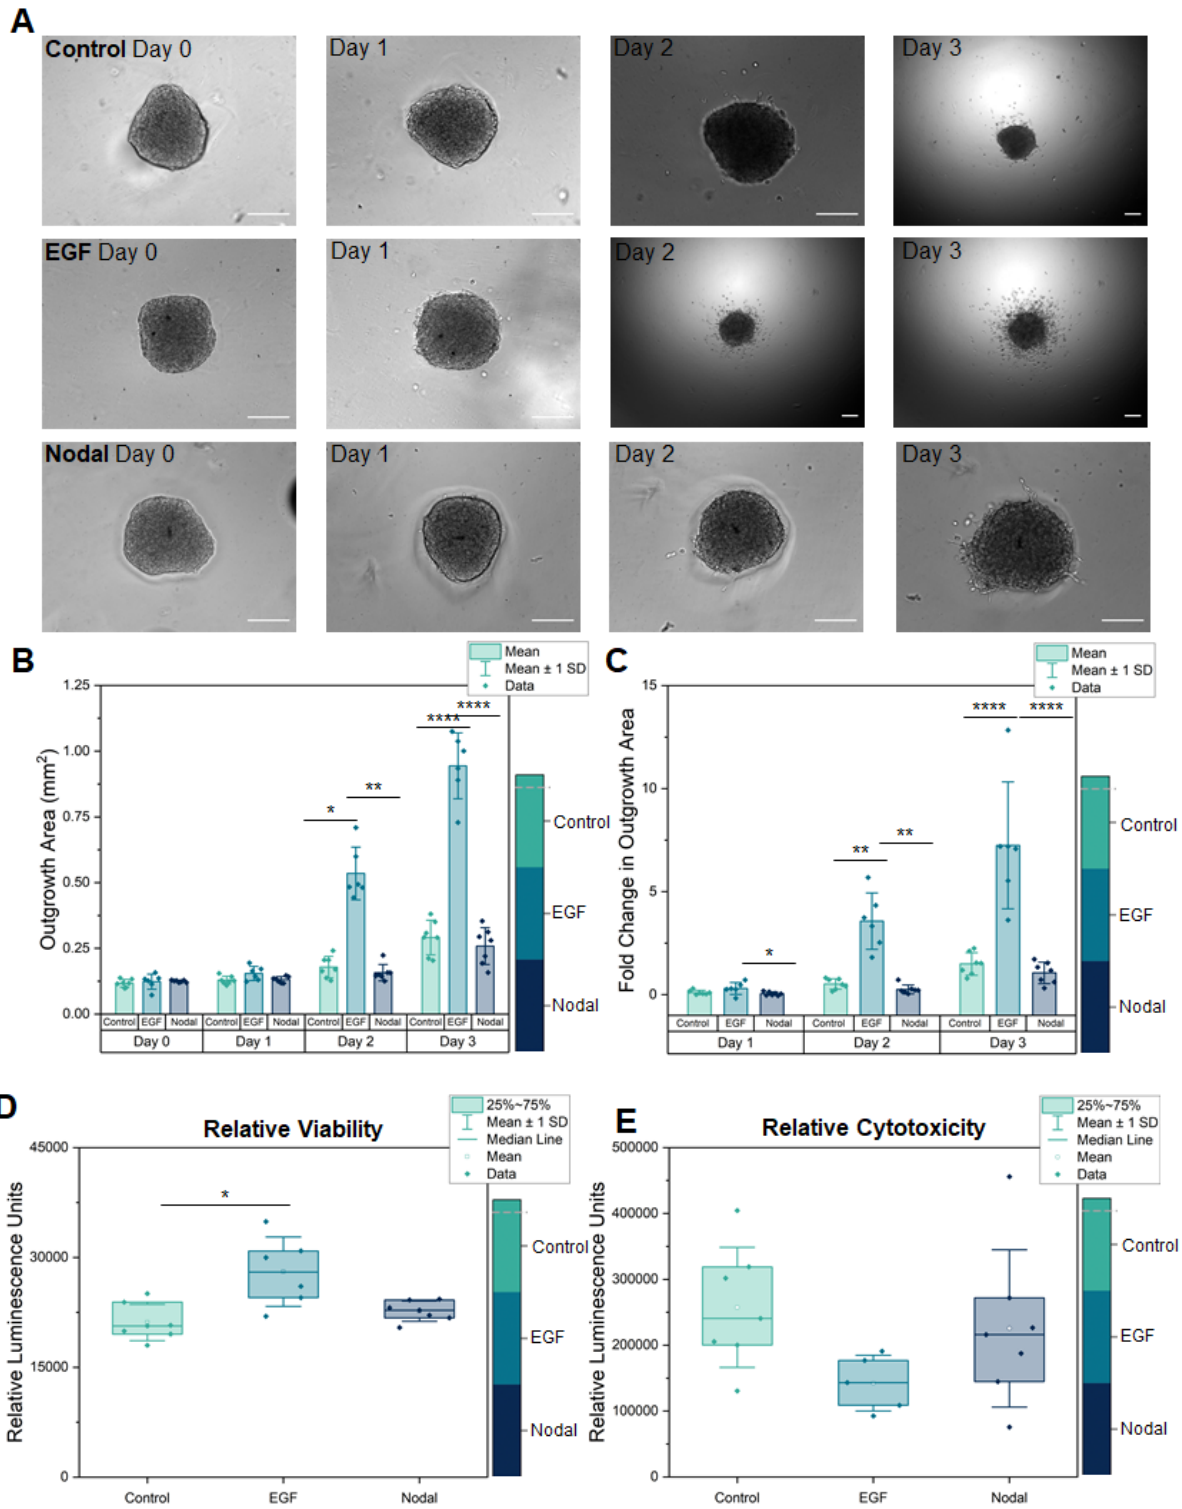 A
Control Day 0
Day 1
Day 2
Day 3
EGF Day 0
Day 1
Day 2
Day 3
Nodal Day 0
Day 1
Day 2
Day 3
B
Mean
Mean ± 1 SD
Data
Outgrowth Area (mm²)
1.25
1.00
0.75
0.50
0.25
0.00
* ** **** ****
Control EGF Nodal Control EGF Nodal Control EGF Nodal Control EGF Nodal
Day 0 Day 1 Day 2 Day 3
Control
EGF
Nodal
C
Mean
Mean ± 1 SD
Data
Fold Change in Outgrowth Area
15
10
5
0
* ** ** **** ****
Control EGF Nodal Control EGF Nodal Control EGF Nodal
Day 1 Day 2 Day 3
Control
EGF
Nodal
D
Relative Viability
25%~75%
Mean ± 1 SD
Median Line
Mean
Data
Relative Luminescence Units
45000
30000
15000
0
*
Control EGF Nodal
Control
EGF
Nodal
E
Relative Cytotoxicity
25%~75%
Mean ± 1 SD
Median Line
Mean
Data
Relative Luminescence Units
500000
400000
300000
200000
100000
0
Control EGF Nodal
Control
EGF
Nodal